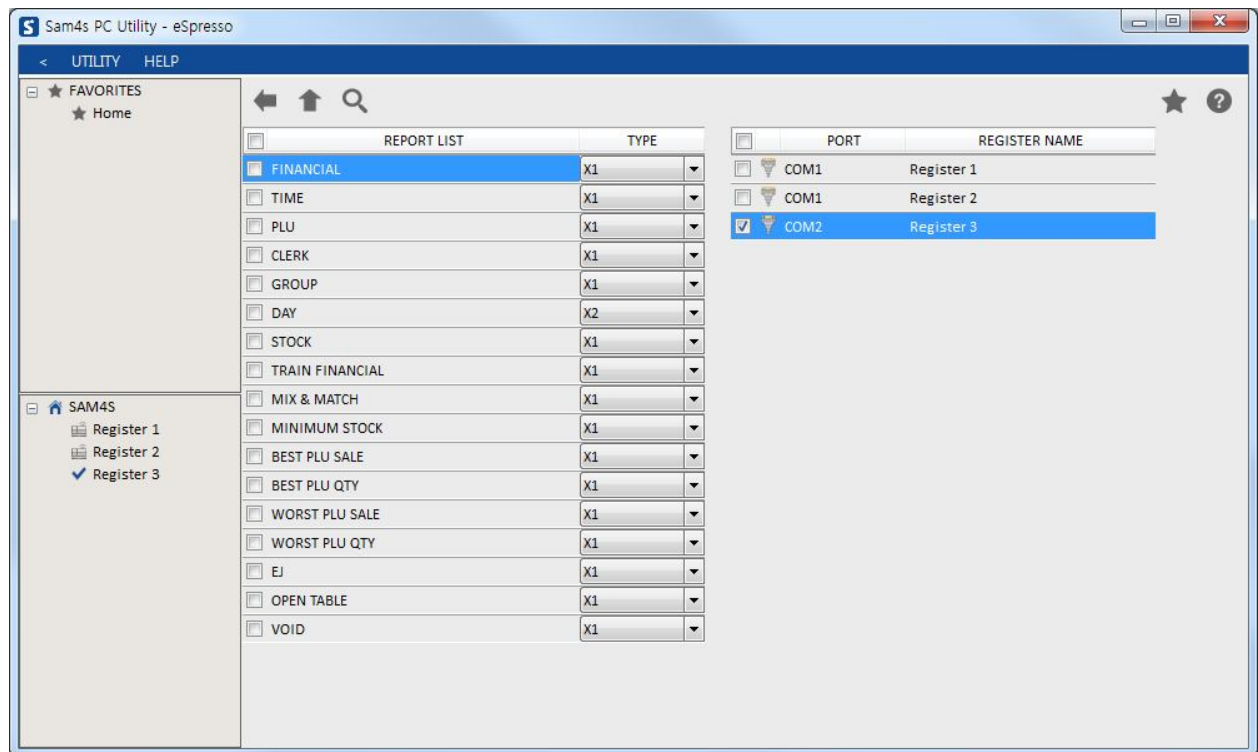 Sam4s PC Utility - eSpresso
< UTILITY HELP
FAVORITES
Home
SAM4S
Register 1
Register 2
Register 3
REPORT LIST TYPE
FINANCIAL X1
TIME X1
PLU X1
CLERK X1
GROUP X1
DAY X2
STOCK X1
TRAIN FINANCIAL X1
MIX & MATCH X1
MINIMUM STOCK X1
BEST PLU SALE X1
BEST PLU QTY X1
WORST PLU SALE X1
WORST PLU QTY X1
EJ X1
OPEN TABLE X1
VOID X1
PORT REGISTER NAME
COM1 Register 1
COM1 Register 2
COM2 Register 3